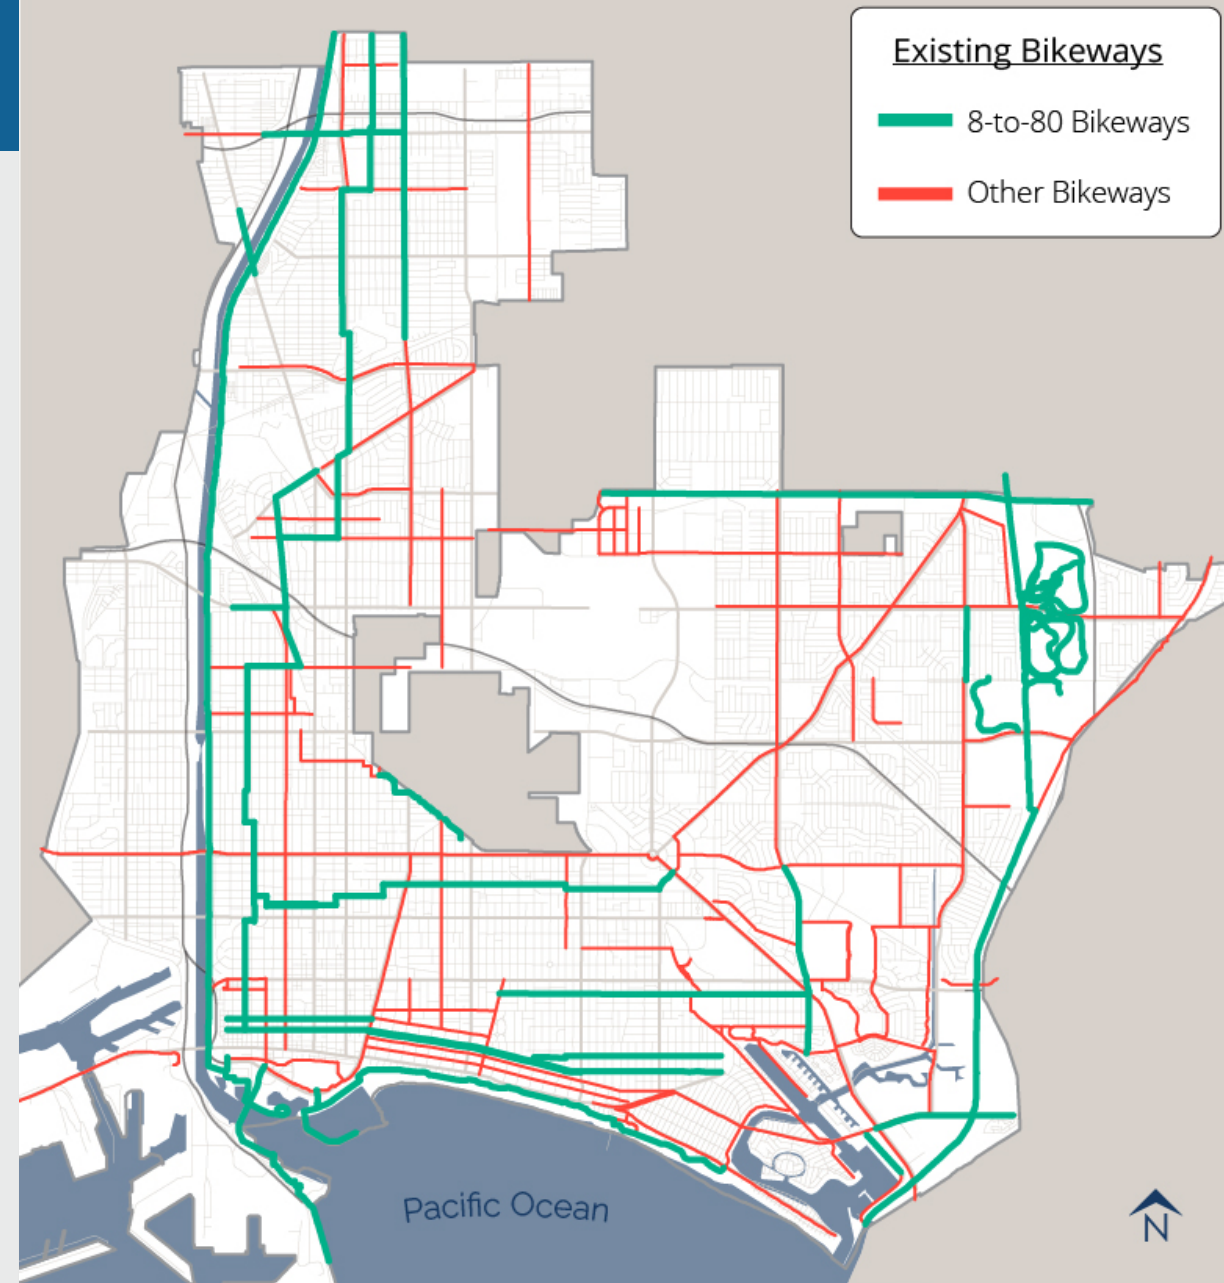 Existing Bikeways
8-to-80 Bikeways
Other Bikeways
Pacific Ocean
N